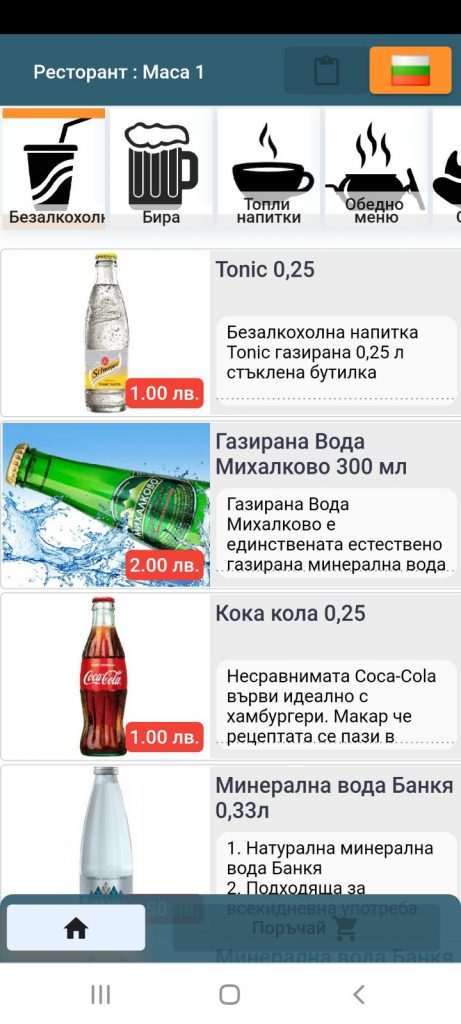 Ресторант : Маса 1
Безалкохолн
Бира
Топли
напитки
Обедно
меню
Tonic 0,25
Безалкохолна напитка
Tonic газирана 0,25 л
стъклена бутилка
Schweppes
1.00 лв.
Газирана Вода
Михалково 300 мл
Газирана Вода
Михалково е
единствената естествено
газирана минерална вода
МИХАЛКОВО
2.00 лв.
Кока кола 0,25
Несравнимата Coca-Cola
върви идеално с
хамбургери. Макар че
рецептата се пази в
Coca-Cola
1.00 лв.
Минерална вода Банкя
0,33л
1. Натурална минерална
вода Банкя
2. Подходяща за
всекидневна употреба
50 лв.
Поръчай
Минерална вода Банкя